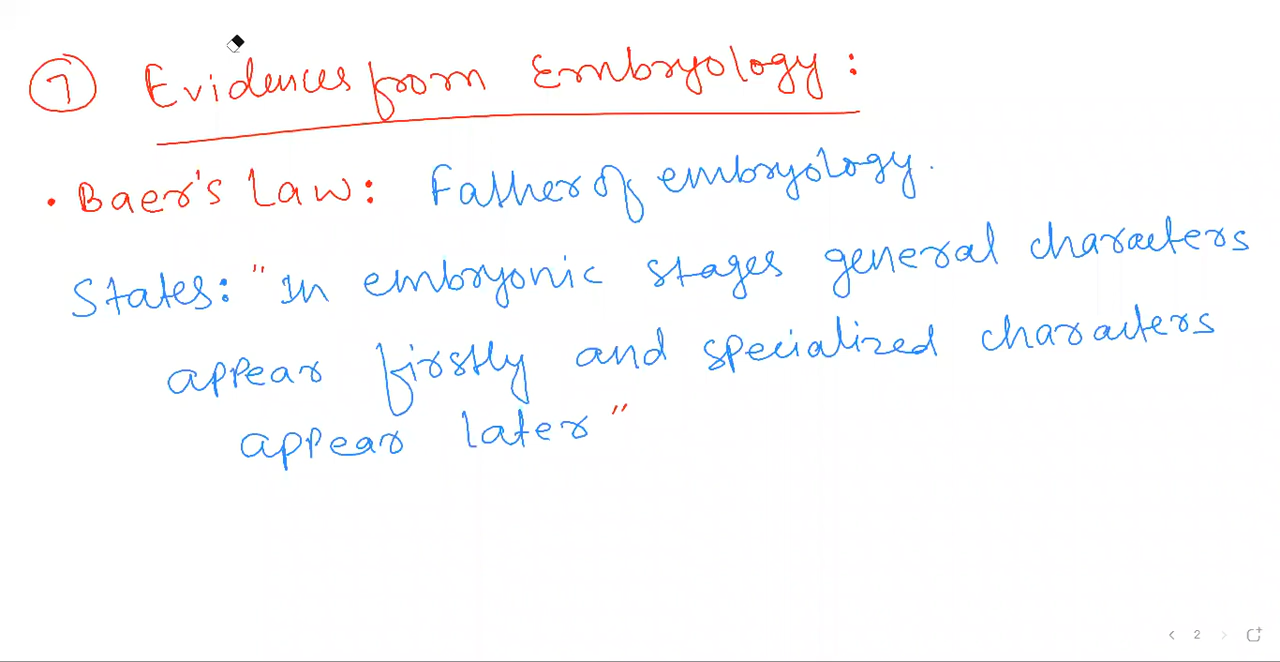 7 Evidences from Embryology :
• Baer's Law : Father of embryology.
States : "In embryonic stages general characters
appear firstly and specialized characters
appear later"
2